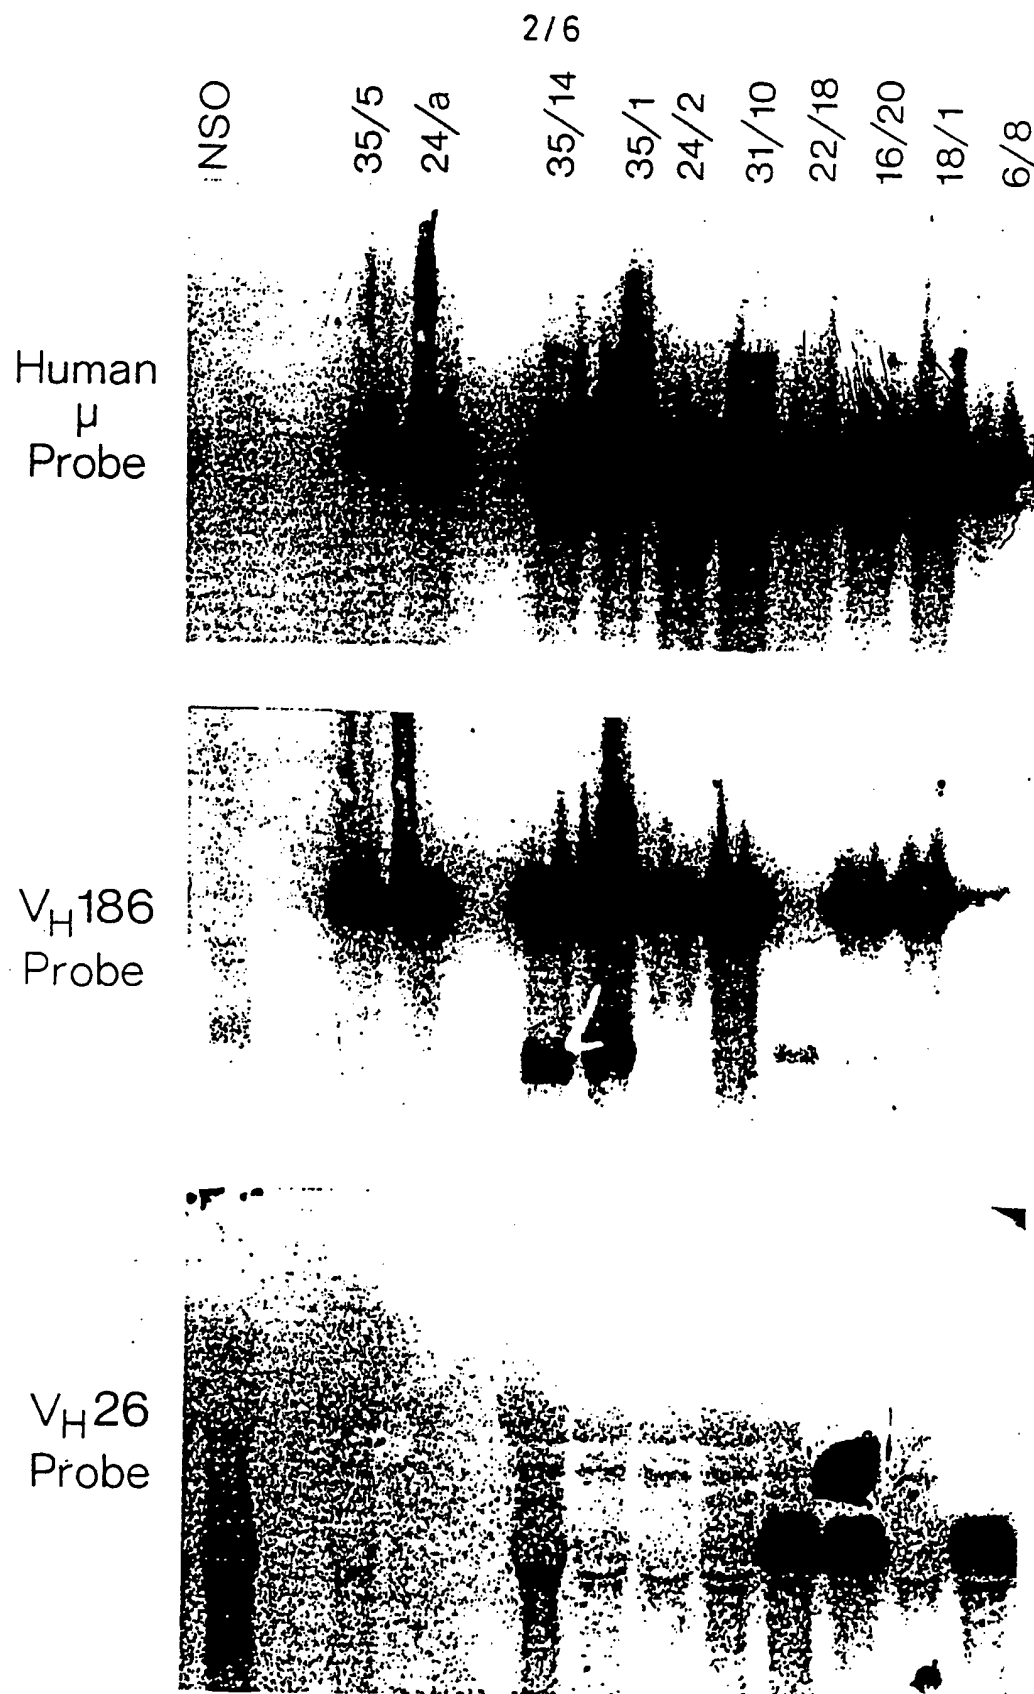 2/6
NSO
35/5
24/a
35/14
35/1
24/2
31/10
22/18
16/20
18/1
6/8
Human
μ
Probe
VH186
Probe
VH26
Probe